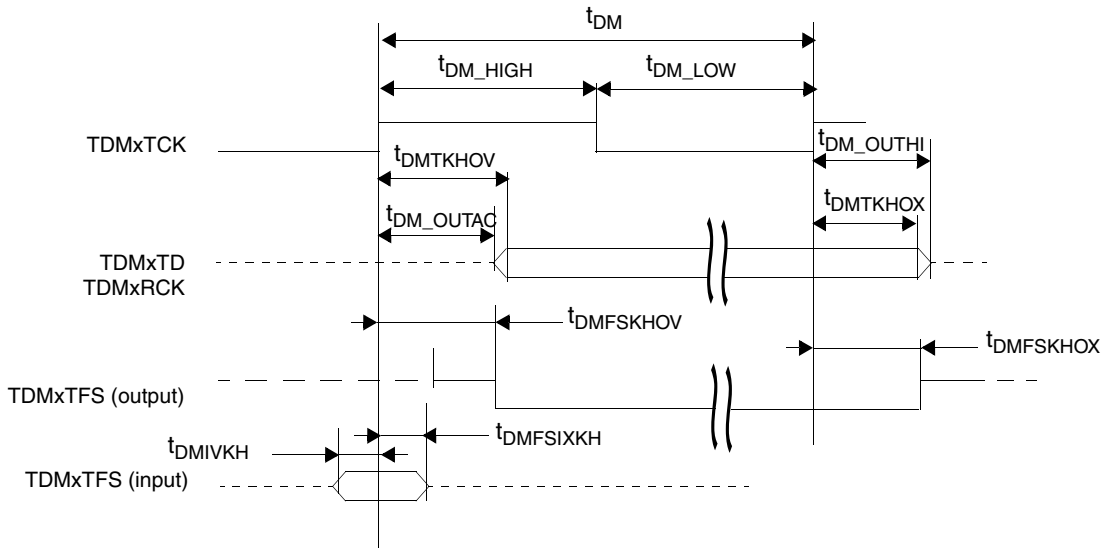 tDM
tDM_HIGH
tDM_LOW
TDMxTCK
tDM_OUTHI
tDMTKHOV
tDMTKHOX
tDM_OUTAC
TDMxTD
TDMxRCK
tDMFSKHOV
tDMFSKHOX
TDMxTFS (output)
tDMIVKH
tDMFSIXKH
TDMxTFS (input)